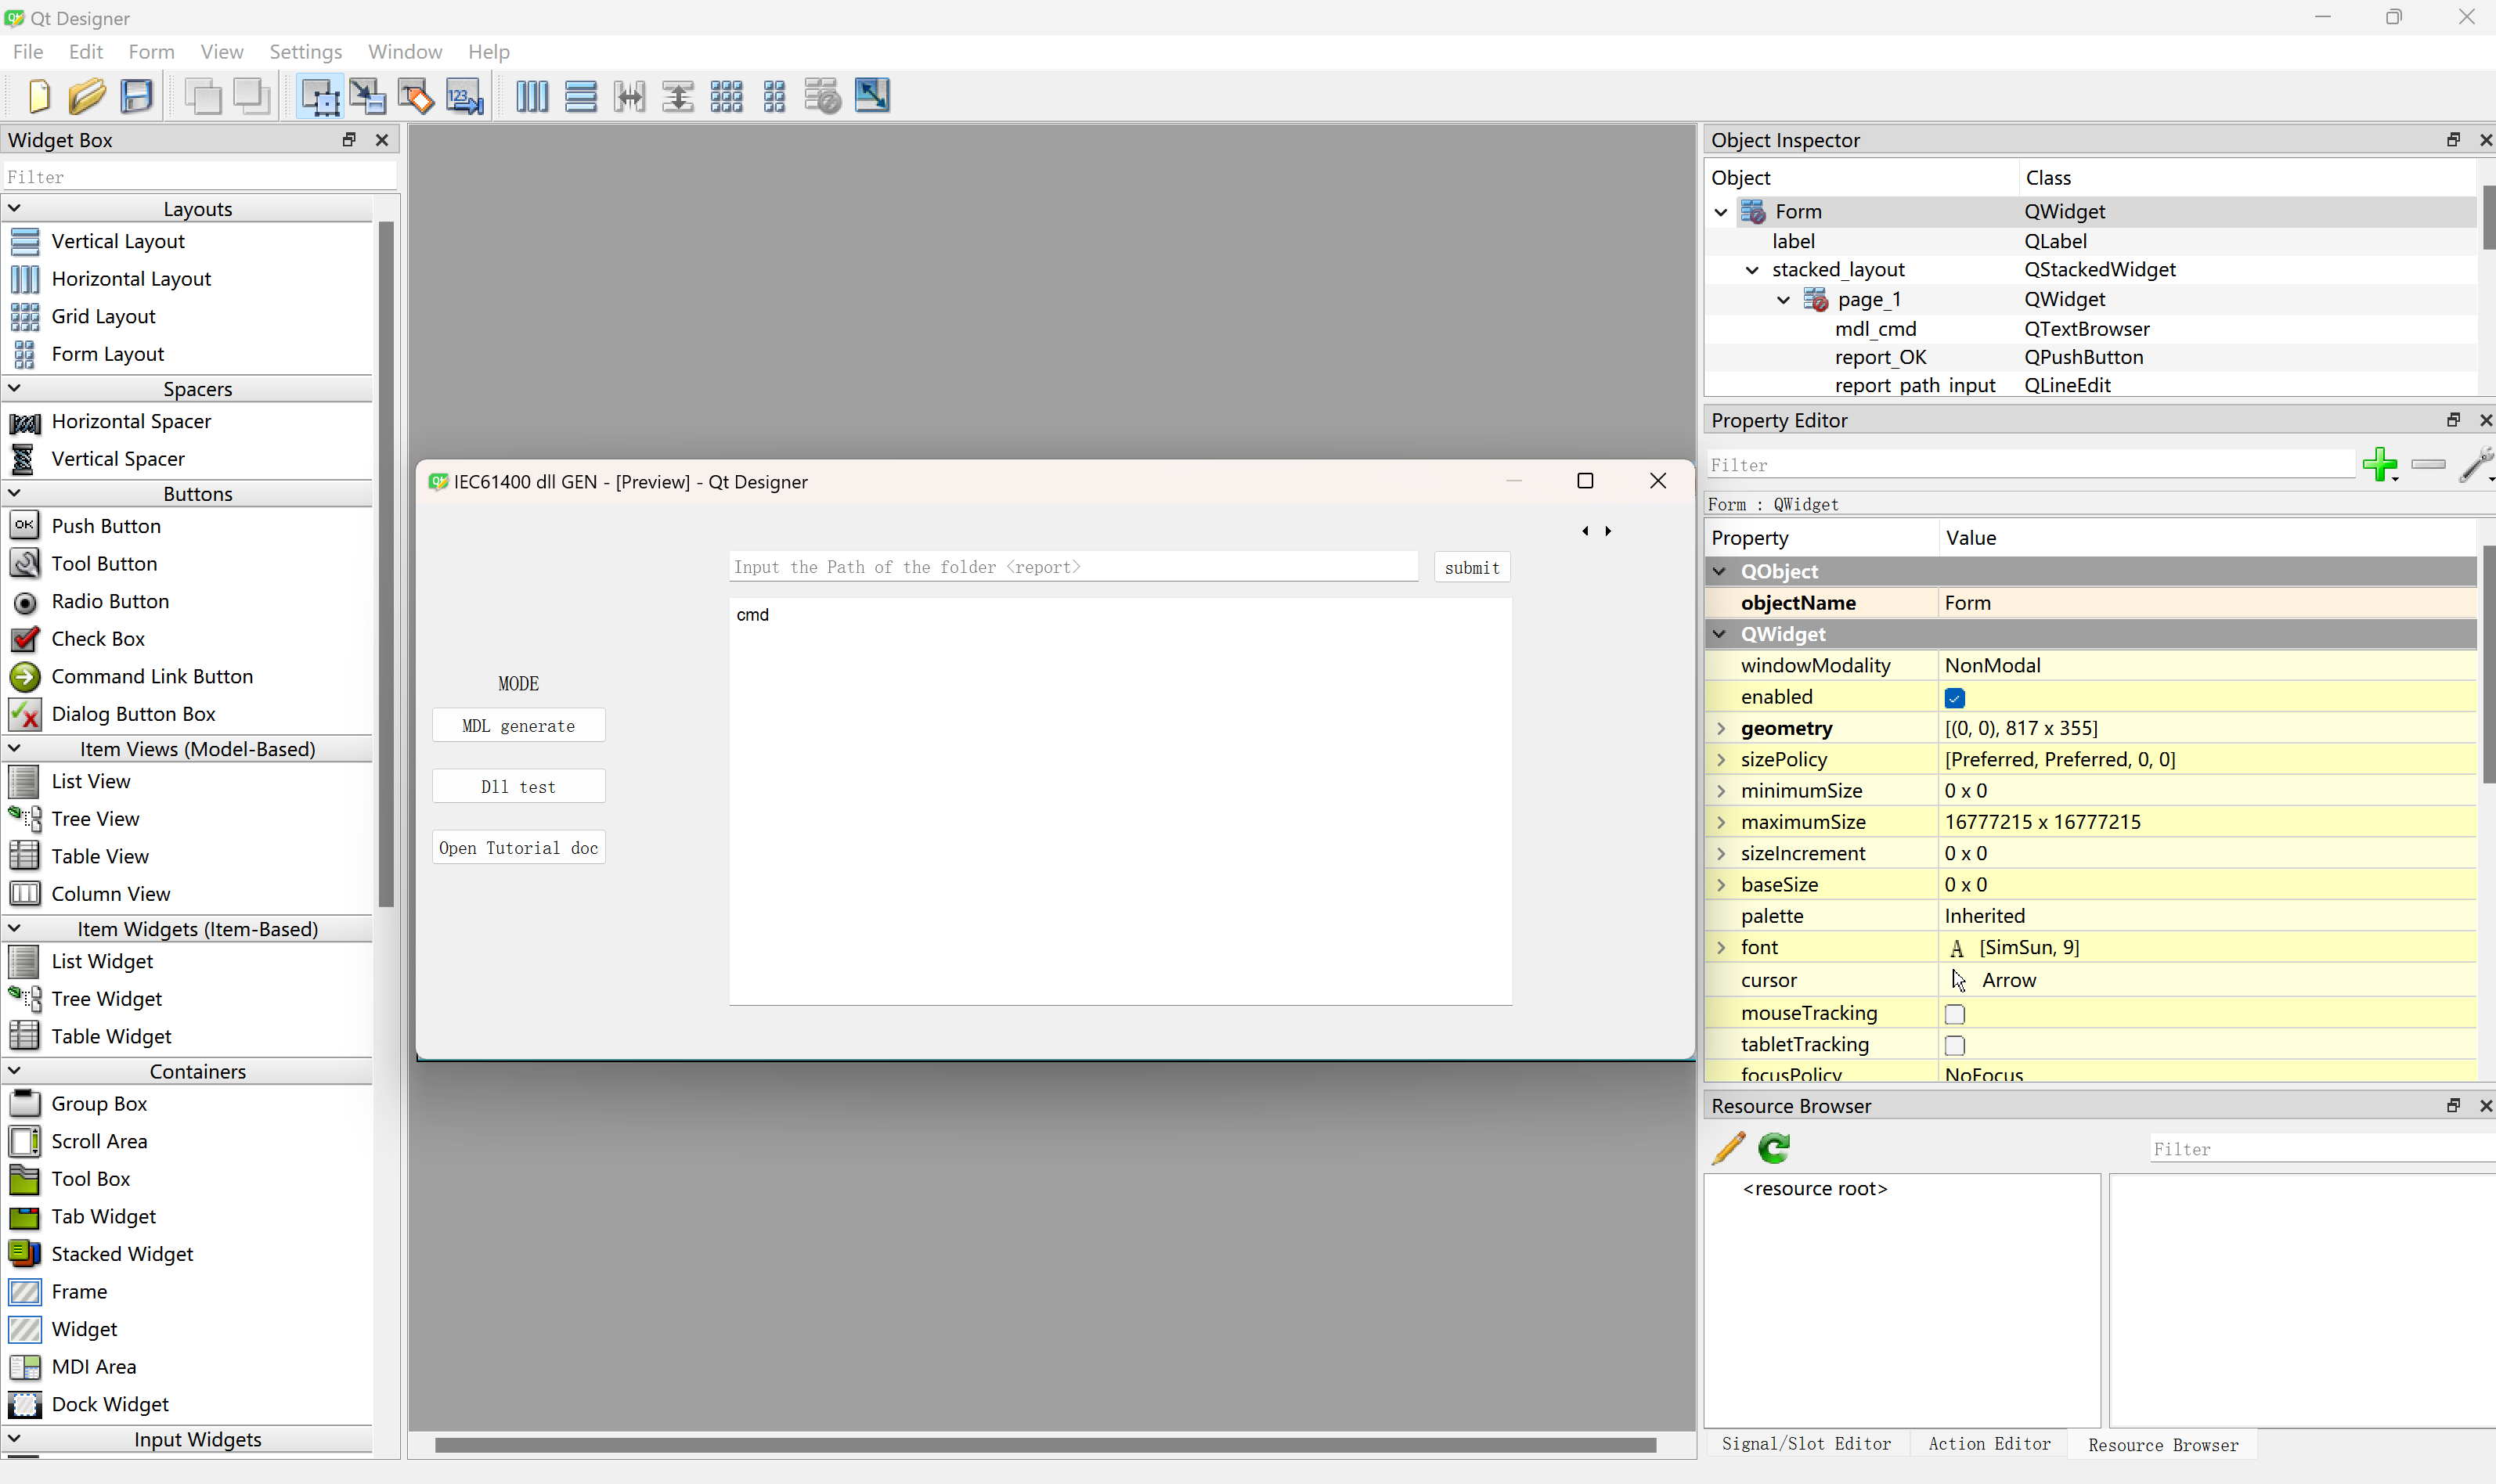 Qt Designer
File Edit Form View Settings Window Help
Widget Box
Filter
Layouts
Vertical Layout
Horizontal Layout
Grid Layout
Form Layout
Spacers
Horizontal Spacer
Vertical Spacer
Buttons
OK Push Button
Tool Button
Radio Button
Check Box
Command Link Button
Dialog Button Box
Item Views (Model-Based)
List View
Tree View
Table View
Column View
Item Widgets (Item-Based)
List Widget
Tree Widget
Table Widget
Containers
Group Box
Scroll Area
Tool Box
Tab Widget
Stacked Widget
Frame
Widget
MDI Area
Dock Widget
Input Widgets
IEC61400 dll GEN - [Preview] - Qt Designer
Input the Path of the folder <report>
submit
cmd
MODE
MDL generate
Dll test
Open Tutorial doc
Object Inspector
Object Class
Form QWidget
label QLabel
stacked_layout QStackedWidget
page_1 QWidget
mdl_cmd QTextBrowser
report_OK QPushButton
report_path_input QLineEdit
Property Editor
Filter
Form : QWidget
Property Value
QObject
objectName Form
QWidget
windowModality NonModal
enabled
geometry [(0, 0), 817 x 355]
sizePolicy [Preferred, Preferred, 0, 0]
minimumSize 0 x 0
maximumSize 16777215 x 16777215
sizeIncrement 0 x 0
baseSize 0 x 0
palette Inherited
font A [SimSun, 9]
cursor Arrow
mouseTracking
tabletTracking
focusPolicy NoFocus
Resource Browser
Filter
<resource root>
Signal/Slot Editor Action Editor Resource Browser